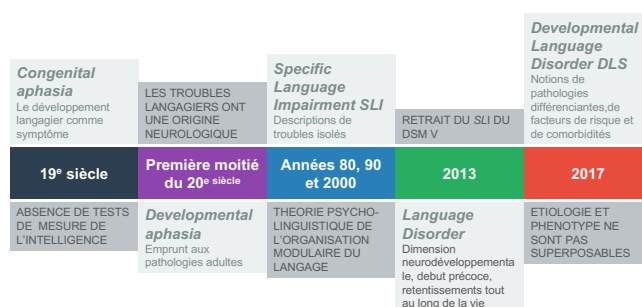 Congenital
aphasia
Le développement
langagier comme
symptôme
19e siècle
ABSENCE DE TESTS
DE MESURE DE
L'INTELLIGENCE
LES TROUBLES
LANGAGIERS ONT
UNE ORIGINE
NEUROLOGIQUE
Première moitié
du 20e siècle
Developmental
aphasia
Emprunt aux
pathologies adultes
Specific
Language
Impairment SLI
Descriptions de
troubles isolés
Années 80, 90
et 2000
THEORIE PSYCHO-
LINGUISTIQUE DE
L'ORGANISATION
MODULAIRE DU
LANGAGE
RETRAIT DU SLI DU
DSM V
2013
Language
Disorder
Dimension
neurodéveloppementa
le, debut précoce,
retentissements tout
au long de la vie
Developmental
Language
Disorder DLS
Notions de
pathologies
différenciantes,de
facteurs de risque et
de comorbidités
2017
ETIOLOGIE ET
PHENOTYPE NE
SONT PAS
SUPERPOSABLES